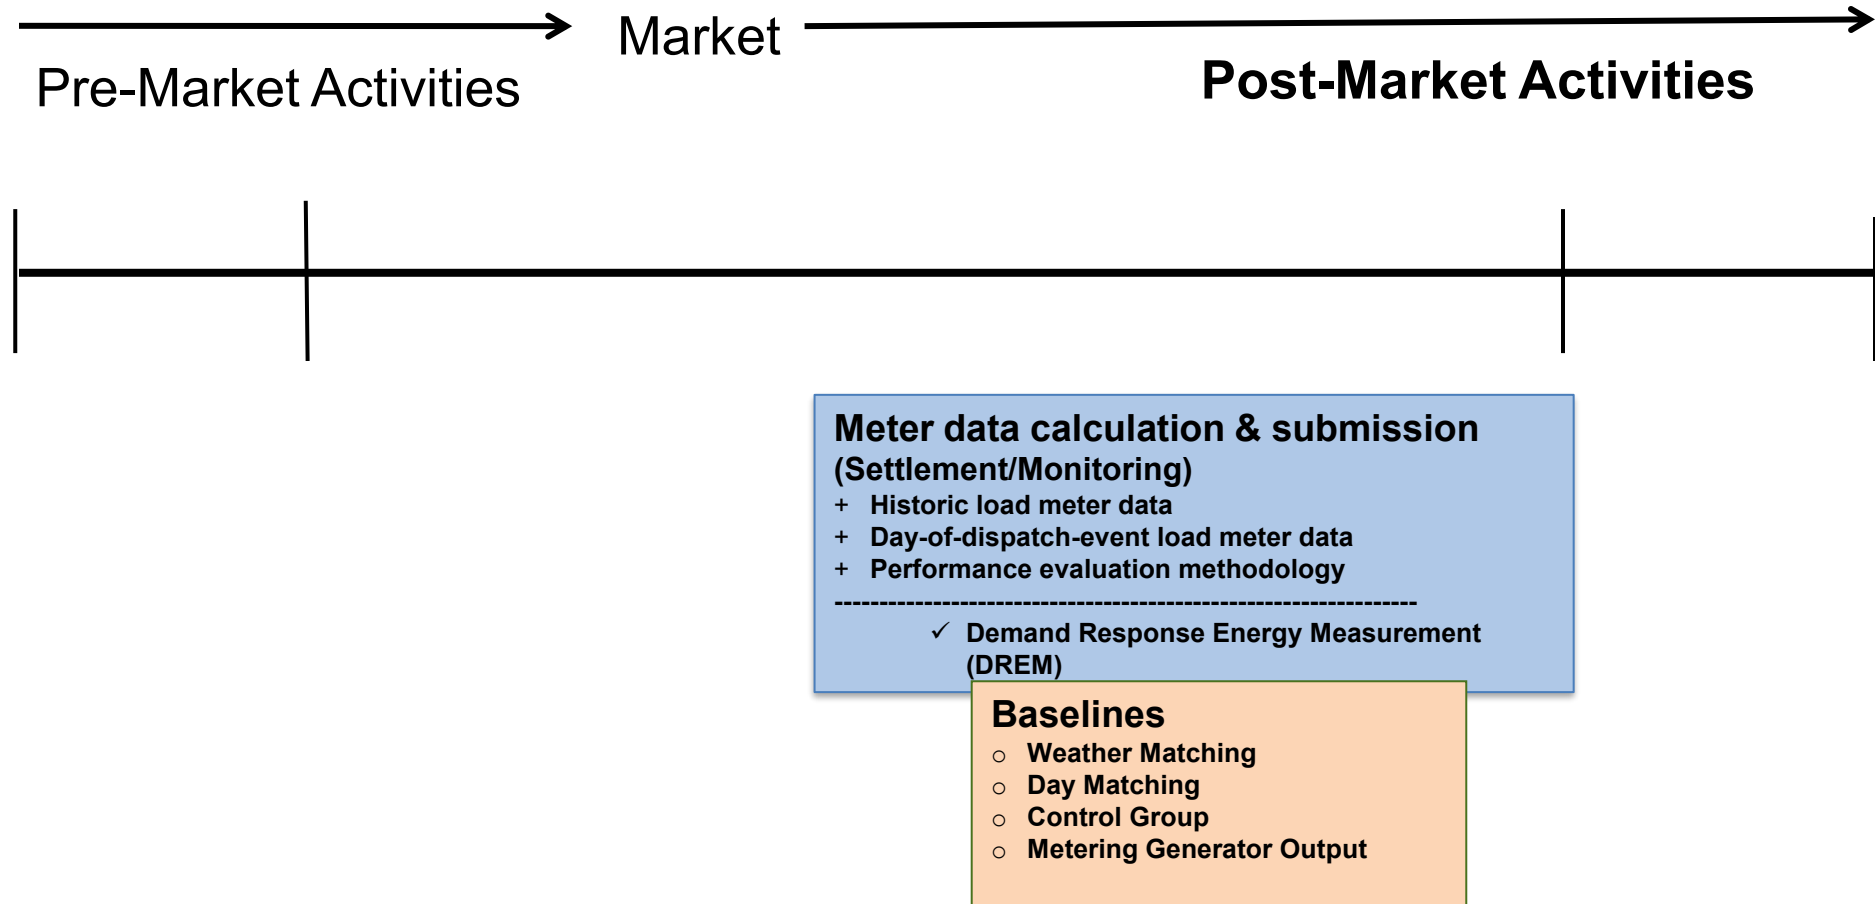 Market
Pre-Market Activities
Post-Market Activities
Meter data calculation & submission
(Settlement/Monitoring)
+ Historic load meter data
+ Day-of-dispatch-event load meter data
+ Performance evaluation methodology
-----------------------------------------------------------------
✓ Demand Response Energy Measurement
(DREM)
Baselines
o Weather Matching
o Day Matching
o Control Group
o Metering Generator Output